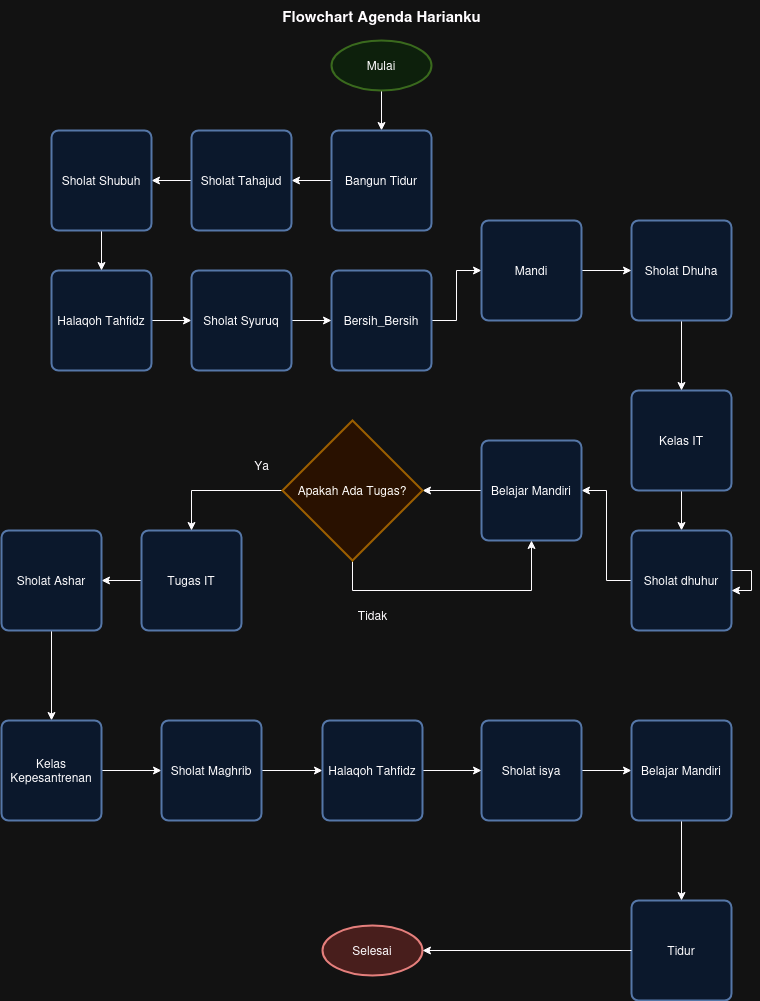 Flowchart Agenda Harianku
Mulai
Bangun Tidur
Sholat Tahajud
Sholat Shubuh
Halaqoh Tahfidz
Sholat Syuruq
Bersih_Bersih
Mandi
Sholat Dhuha
Kelas IT
Sholat dhuhur
Belajar Mandiri
Apakah Ada Tugas?
Ya
Tidak
Tugas IT
Sholat Ashar
Kelas
Kepesantrenan
Sholat Maghrib
Halaqoh Tahfidz
Sholat isya
Belajar Mandiri
Tidur
Selesai